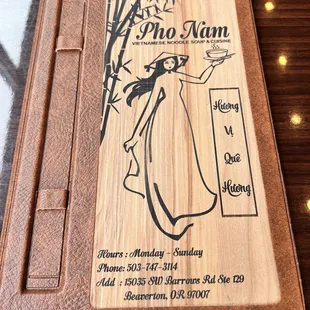 Pho Nam
VIETNAMESE NOODLE SOUP & CUISINE
Hương
Vị
Quê
Hương
Hours : Monday - Sunday
Phone: 503-747-3114
Add : 15035 SW Barrows Rd Ste 129
Beaverton, OR 97007